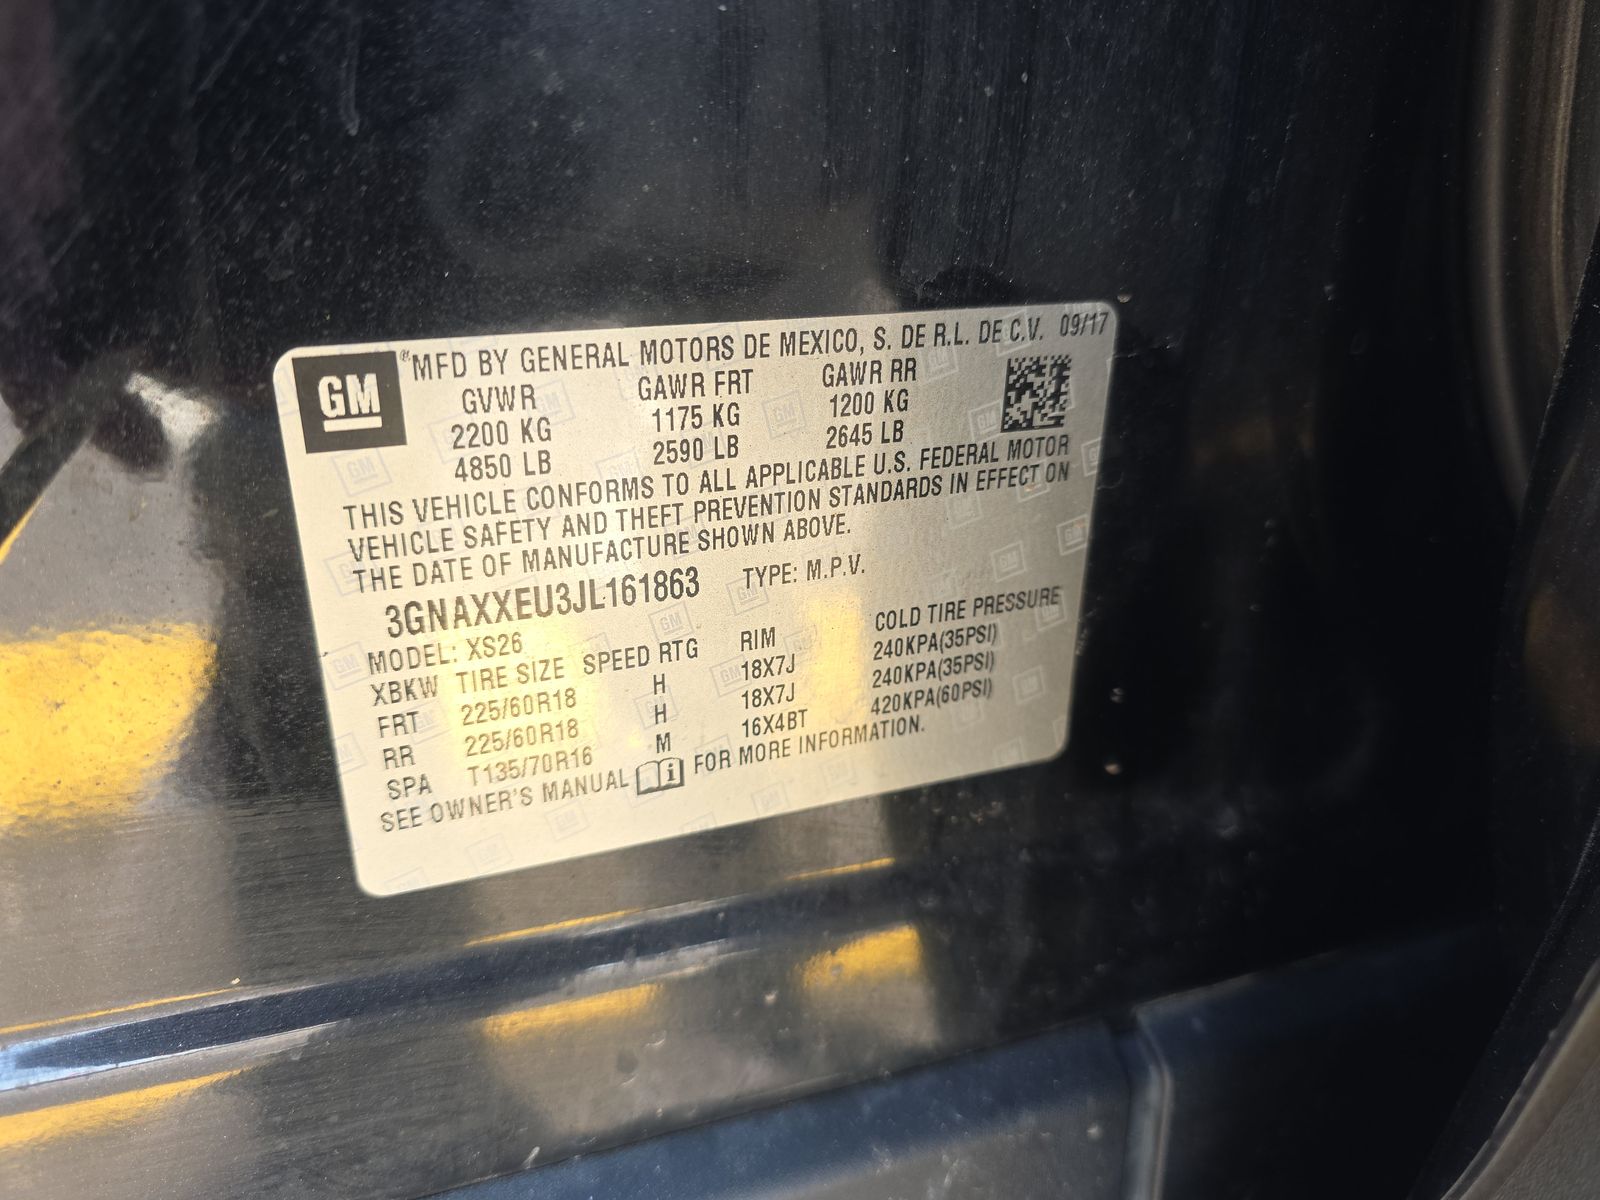 GM
®MFD BY GENERAL MOTORS DE MEXICO, S. DE R.L. DE C.V. 09/17
GVWR GAWR FRT GAWR RR
2200 KG 1175 KG 1200 KG
4850 LB 2590 LB 2645 LB
THIS VEHICLE CONFORMS TO ALL APPLICABLE U.S. FEDERAL MOTOR
VEHICLE SAFETY AND THEFT PREVENTION STANDARDS IN EFFECT ON
THE DATE OF MANUFACTURE SHOWN ABOVE.
3GNAXXEU3JL161863 TYPE: M.P.V.
MODEL: XS26
XBKW TIRE SIZE SPEED RTG RIM COLD TIRE PRESSURE
FRT 225/60R18 H 18X7J 240KPA(35PSI)
RR 225/60R18 H 18X7J 240KPA(35PSI)
SPA T135/70R16 M 16X4BT 420KPA(60PSI)
SEE OWNER'S MANUAL FOR MORE INFORMATION.